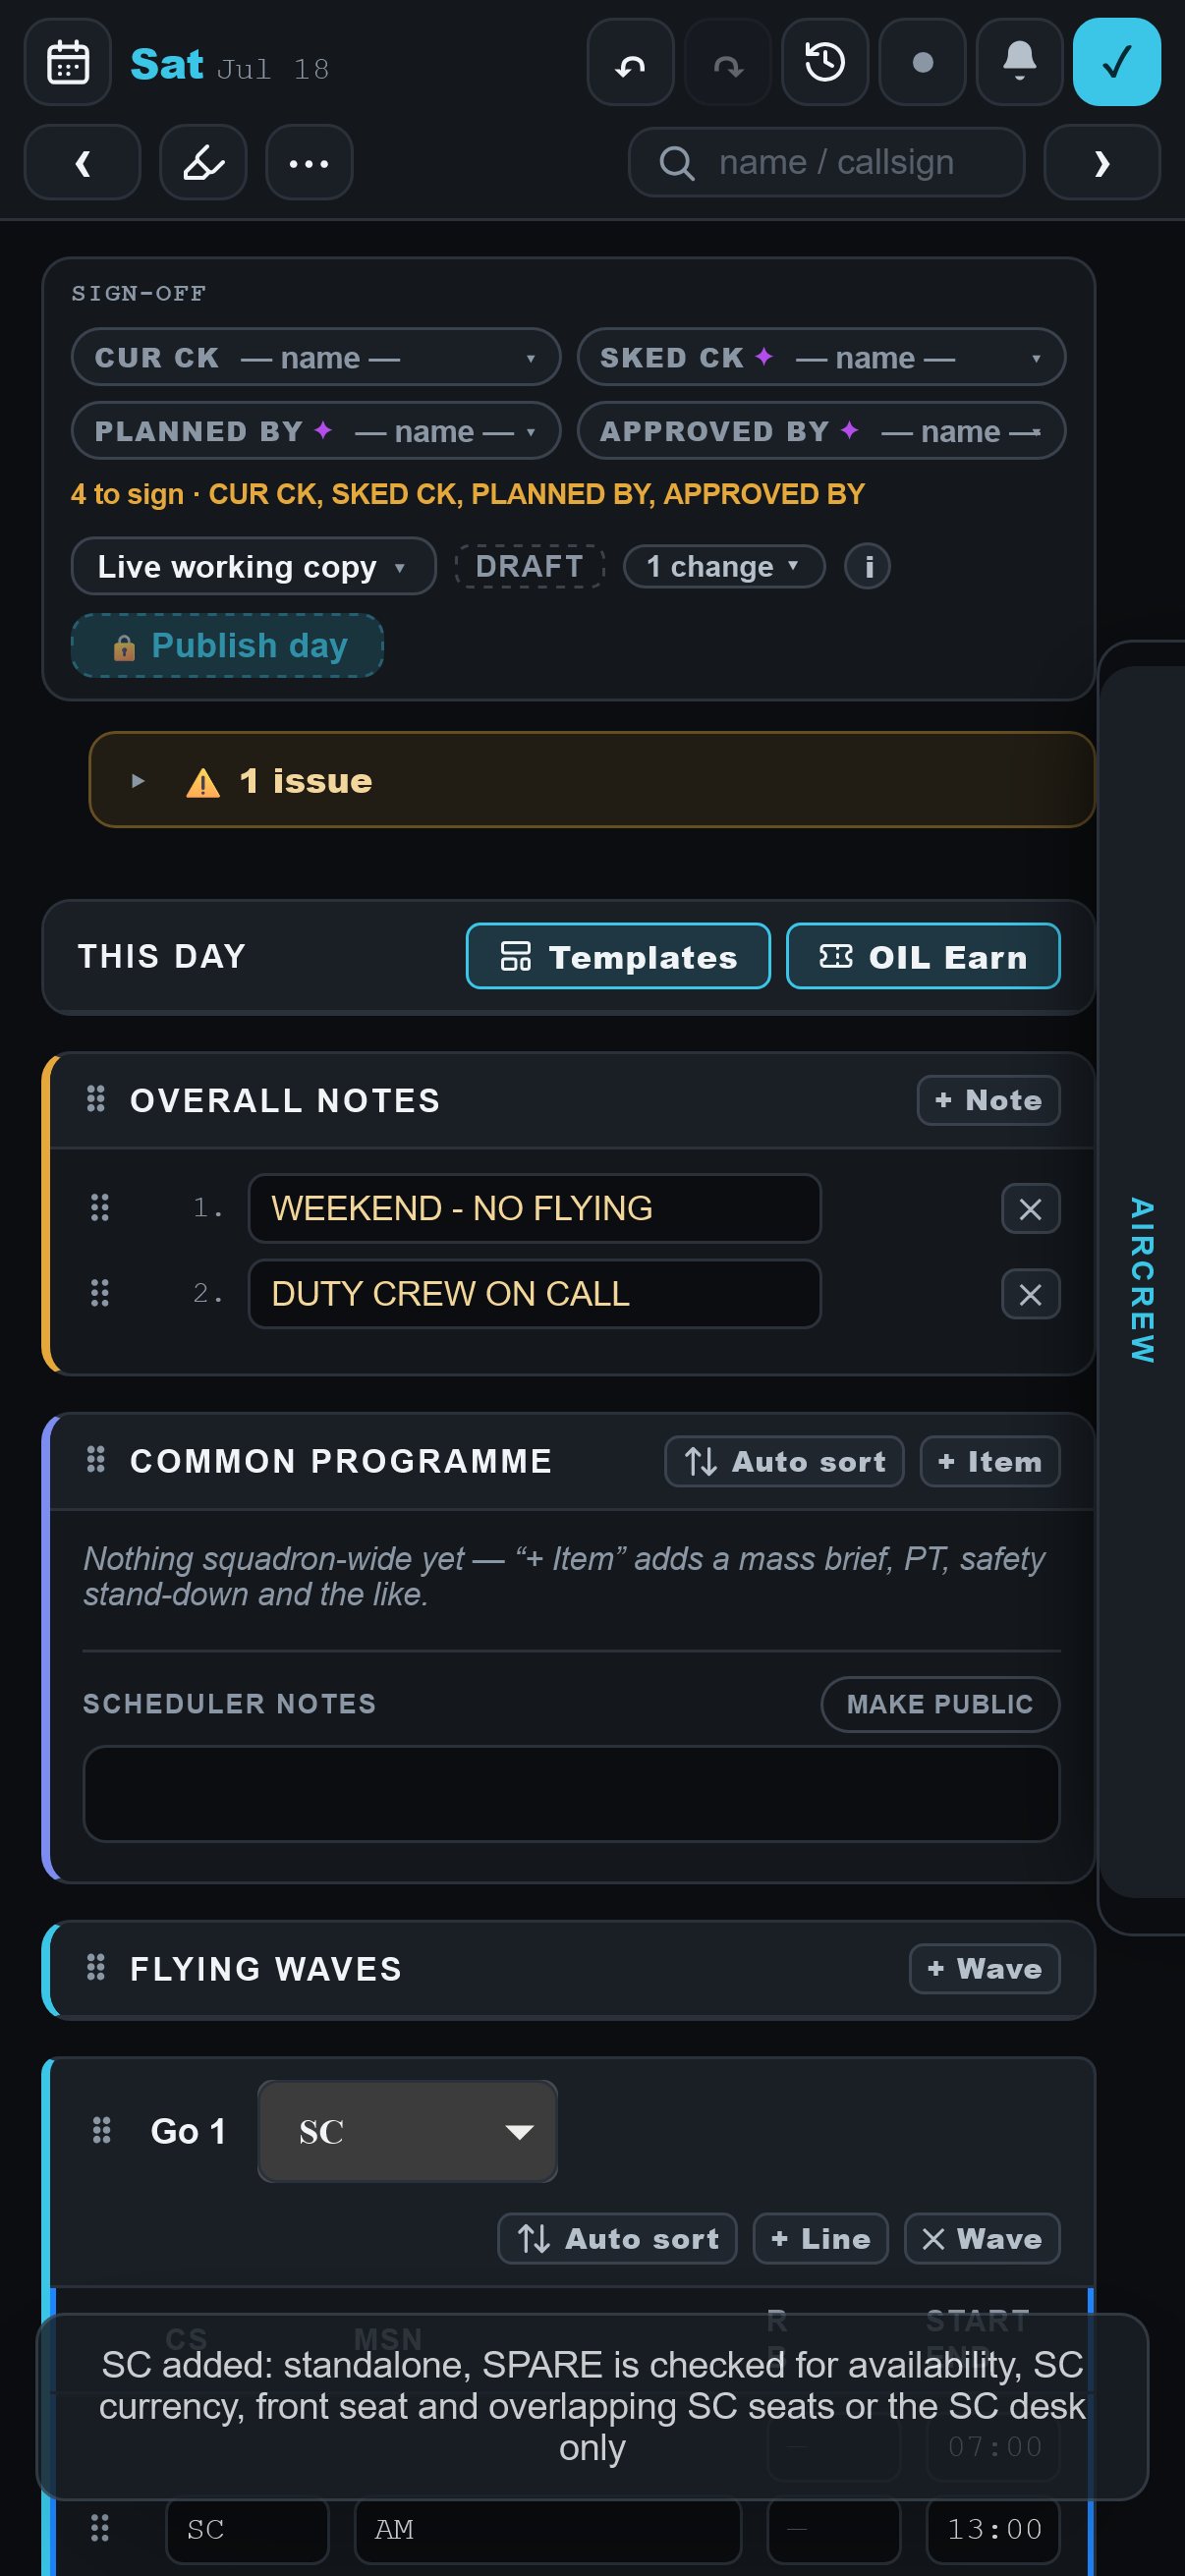 Sat Jul 18
name / callsign
SIGN-OFF
CUR CK — name —
SKED CK — name —
PLANNED BY — name —
APPROVED BY — name —
4 to sign · CUR CK, SKED CK, PLANNED BY, APPROVED BY
Live working copy
DRAFT
1 change
i
Publish day
1 issue
THIS DAY
Templates
OIL Earn
AIRCREW
OVERALL NOTES
+ Note
1. WEEKEND - NO FLYING
2. DUTY CREW ON CALL
COMMON PROGRAMME
Auto sort
+ Item
Nothing squadron-wide yet — “+ Item” adds a mass brief, PT, safety
stand-down and the like.
SCHEDULER NOTES
MAKE PUBLIC
FLYING WAVES
+ Wave
Go 1
SC
Auto sort
+ Line
× Wave
CS MSN R START
SC added: standalone, SPARE is checked for availability, SC
currency, front seat and overlapping SC seats or the SC desk
only
— 07:00
SC AM — 13:00